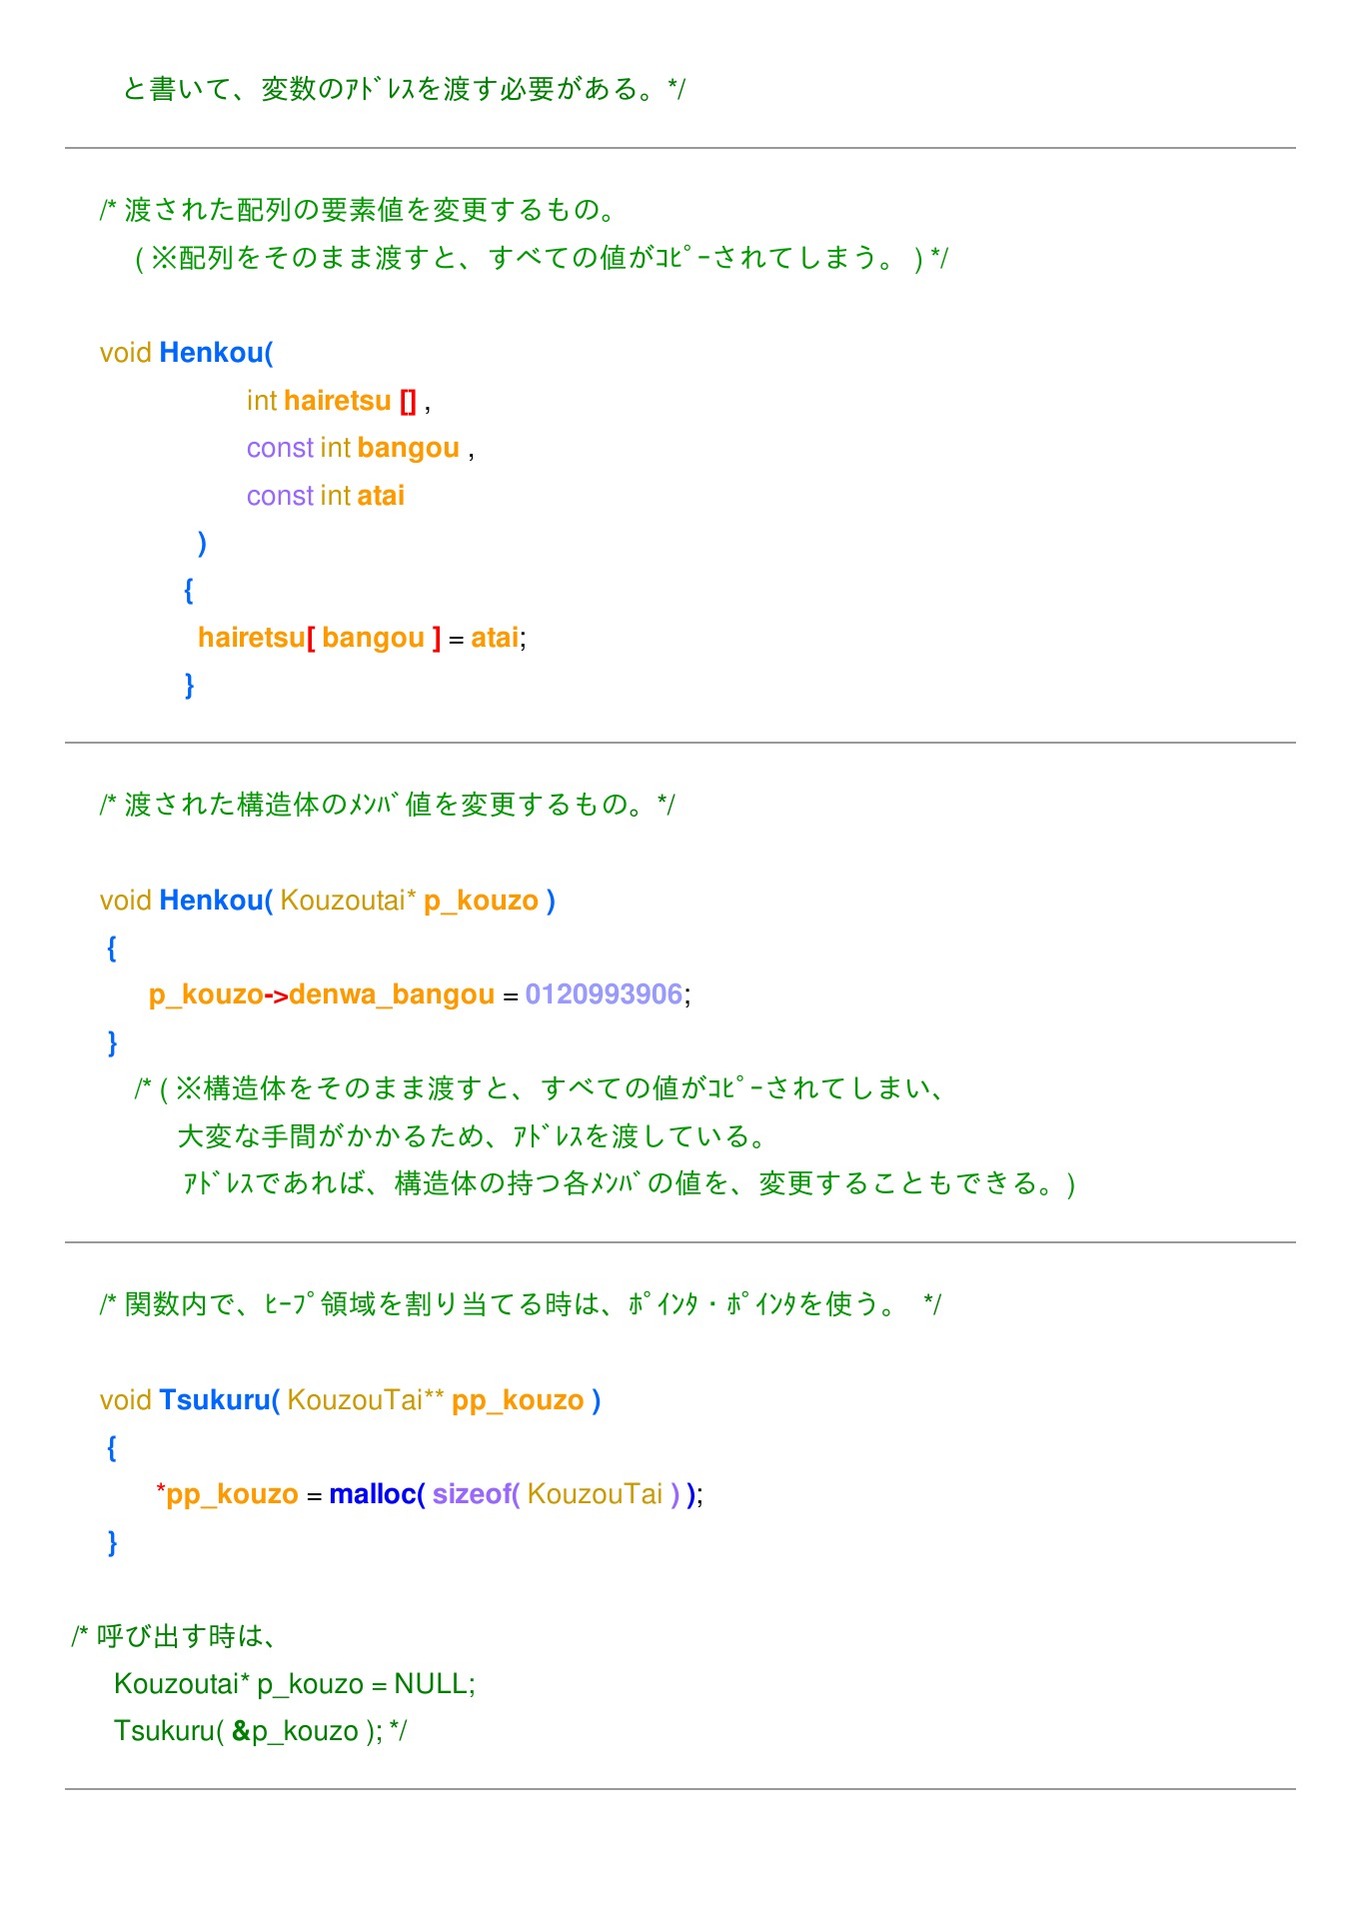 と書いて、変数のｱﾄﾞﾚｽを渡す必要がある。*/
/* 渡された配列の要素値を変更するもの。
( ※配列をそのまま渡すと、すべての値がｺﾋﾟｰされてしまう。 ) */
void Henkou(
int hairetsu [] ,
const int bangou ,
const int atai
)
{
hairetsu[ bangou ] = atai;
}
/* 渡された構造体のﾒﾝﾊﾞ値を変更するもの。*/
void Henkou( Kouzoutai* p_kouzo )
{
p_kouzo->denwa_bangou = 0120993906;
}
/* ( ※構造体をそのまま渡すと、すべての値がｺﾋﾟｰされてしまい、
大変な手間がかかるため、ｱﾄﾞﾚｽを渡している。
ｱﾄﾞﾚｽであれば、構造体の持つ各ﾒﾝﾊﾞの値を、変更することもできる。)
/* 関数内で、ﾋｰﾌﾟ領域を割り当てる時は、ﾎﾟｲﾝﾀ・ﾎﾟｲﾝﾀを使う。 */
void Tsukuru( KouzouTai** pp_kouzo )
{
*pp_kouzo = malloc( sizeof( KouzouTai ) );
}
/* 呼び出す時は、
Kouzoutai* p_kouzo = NULL;
Tsukuru( &p_kouzo ); */